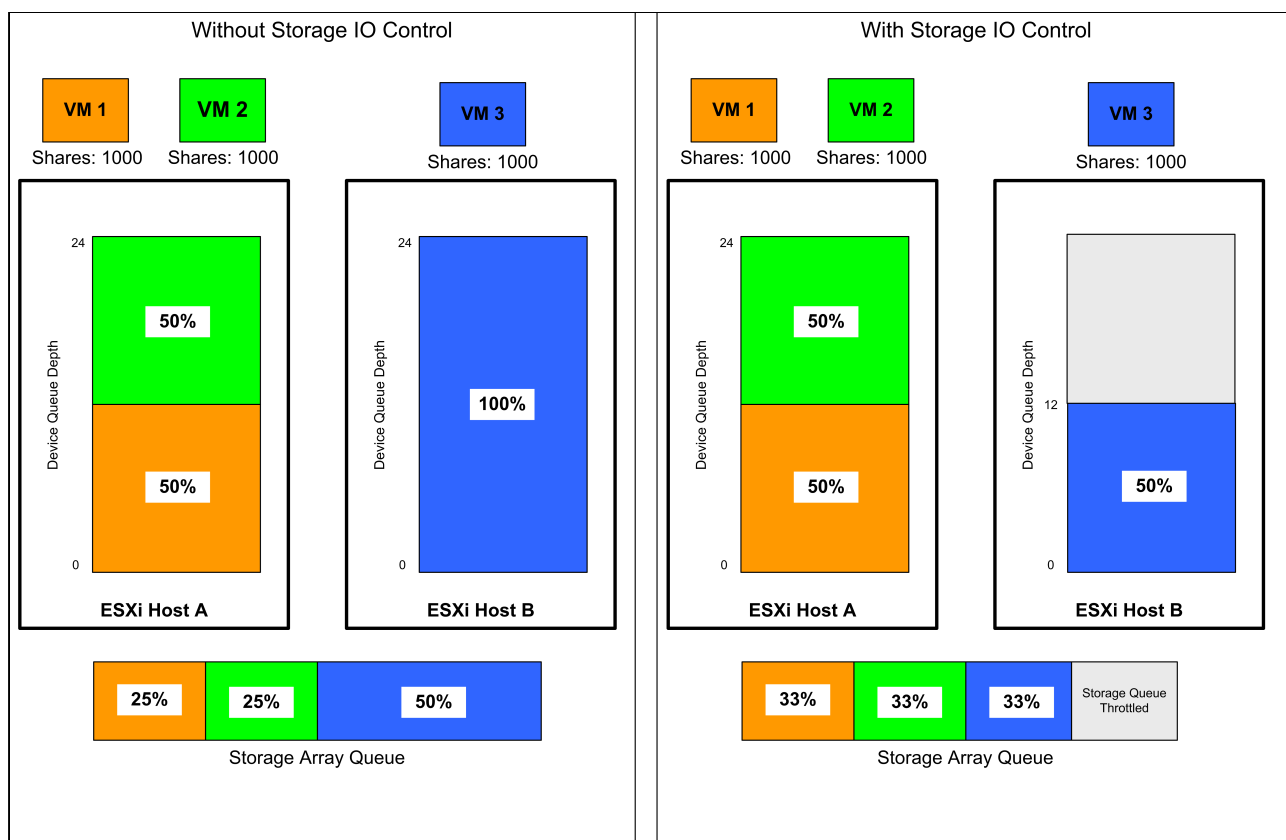 Without Storage IO Control
VM 1
VM 2
VM 3
Shares: 1000
Shares: 1000
Shares: 1000
24
50%
50%
Device Queue Depth
0
ESXi Host A
24
100%
Device Queue Depth
0
ESXi Host B
25%
25%
50%
Storage Array Queue
With Storage IO Control
VM 1
VM 2
VM 3
Shares: 1000
Shares: 1000
Shares: 1000
24
50%
50%
Device Queue Depth
0
ESXi Host A
12
50%
Device Queue Depth
0
ESXi Host B
33%
33%
33%
Storage Queue
Throttled
Storage Array Queue